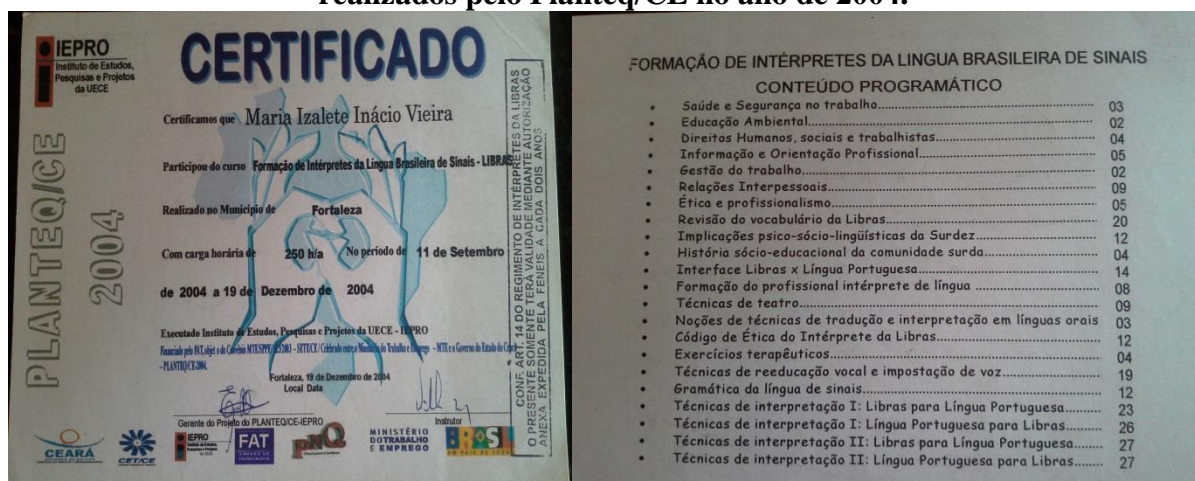 realizados pelo Planteq/CE no ano de 2004.
IEPRO
Instituto de Estudos,
Pesquisas e Projetos
da UECE
PLANTEQ/CE
2004
CERTIFICADO
Certificamos que Maria Izalete Inácio Vieira
Participou do curso Formação de Intérpretes da Lingua Brasileira de Sinais - LIBRAS
Realizado no Município de Fortaleza
Com carga horária de 250 h/a No período de 11 de Setembro
de 2004 a 19 de Dezembro de 2004
Executado Instituto de Estudos, Pesquisas e Projetos da UECE - IEPRO
- PLANTEQ/CE-2004.
Fortaleza, 19 de Dezembro de 2004
Local Data
Gerente do Projeto do PLANTEQ/CE-IEPRO
Instrutor
CEARÁ
CET/CE
IEPRO
FAT
PNQ
MINISTÉRIO
DO TRABALHO
E EMPREGO
BRASIL
UM PAÍS DE TODOS
CONF. ART. 14 DO REGIMENTO DE INTÉRPRETES DA LIBRAS
O PRESENTE SOMENTE TERÁ VALIDADE MEDIANTE AUTORIZAÇÃO
ANEXA EXPEDIDA PELA FENEIS A CADA DOIS ANOS
FORMAÇÃO DE INTÉRPRETES DA LINGUA BRASILEIRA DE SINAIS
CONTEÚDO PROGRAMÁTICO
• Saúde e Segurança no trabalho 03
• Educação Ambiental 02
• Direitos Humanos, sociais e trabalhistas 04
• Informação e Orientação Profissional 05
• Gestão do trabalho 02
• Relações Interpessoais 09
• Ética e profissionalismo 05
• Revisão do vocabulário da Libras 20
• Implicações psico-sócio-lingüísticas da Surdez 12
• História sócio-educacional da comunidade surda 04
• Interface Libras x Língua Portuguesa 14
• Formação do profissional intérprete de língua 08
• Técnicas de teatro 09
• Noções de técnicas de tradução e interpretação em línguas orais 03
• Código de Ética do Intérprete da Libras 12
• Exercícios terapêuticos 04
• Técnicas de reeducação vocal e impostação de voz 19
• Gramática da língua de sinais 12
• Técnicas de interpretação I: Libras para Língua Portuguesa 23
• Técnicas de interpretação I: Língua Portuguesa para Libras 26
• Técnicas de interpretação II: Libras para Língua Portuguesa 27
• Técnicas de interpretação II: Língua Portuguesa para Libras 27